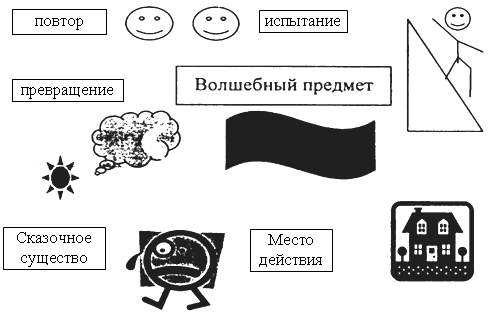 повтор
испытание
превращение
Волшебный предмет
Сказочное
существо
Место
действия